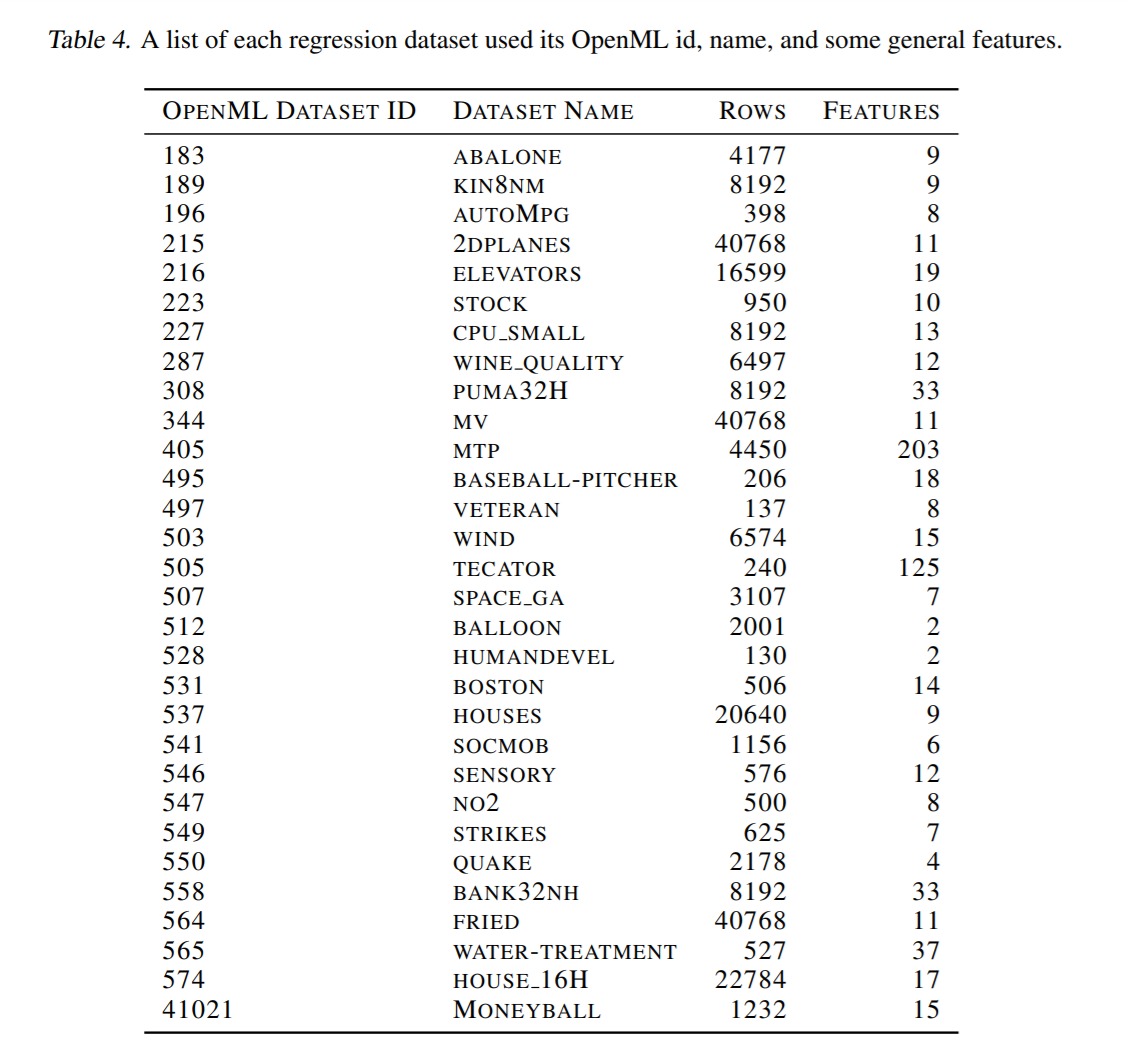 Table 4. A list of each regression dataset used its OpenML id, name, and some general features.
OPENML DATASET ID DATASET NAME ROWS FEATURES
183 ABALONE 4177 9
189 KIN8NM 8192 9
196 AUTOMPG 398 8
215 2DPLANES 40768 11
216 ELEVATORS 16599 19
223 STOCK 950 10
227 CPU_SMALL 8192 13
287 WINE_QUALITY 6497 12
308 PUMA32H 8192 33
344 MV 40768 11
405 MTP 4450 203
495 BASEBALL-PITCHER 206 18
497 VETERAN 137 8
503 WIND 6574 15
505 TECATOR 240 125
507 SPACE_GA 3107 7
512 BALLOON 2001 2
528 HUMANDEVEL 130 2
531 BOSTON 506 14
537 HOUSES 20640 9
541 SOCMOB 1156 6
546 SENSORY 576 12
547 NO2 500 8
549 STRIKES 625 7
550 QUAKE 2178 4
558 BANK32NH 8192 33
564 FRIED 40768 11
565 WATER-TREATMENT 527 37
574 HOUSE_16H 22784 17
41021 MONEYBALL 1232 15